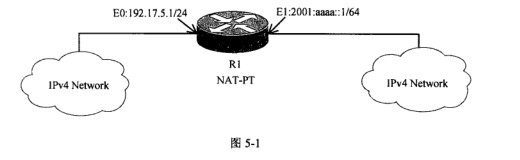 E0:192.17.5.1/24
E1:2001:aaaa::1/64
R1
NAT-PT
IPv4 Network
IPv4 Network
图 5-1